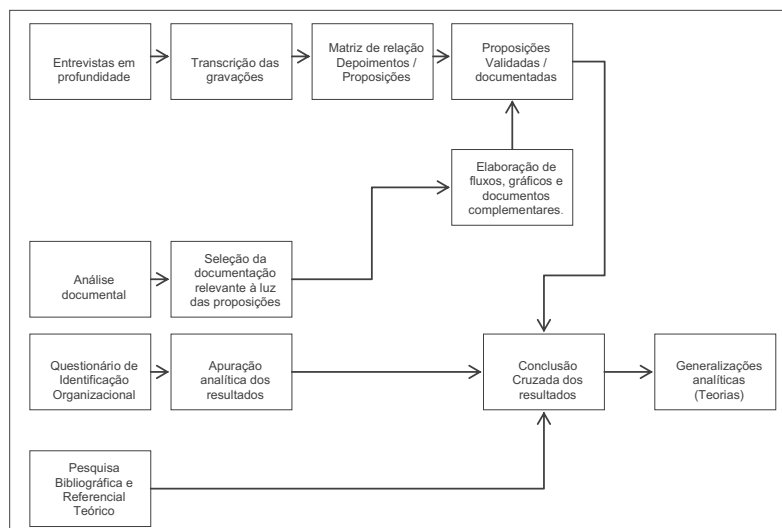 Entrevistas em
profundidade
Transcrição das
gravações
Matriz de relação
Depoimentos /
Proposições
Proposições
Validadas /
documentadas
Elaboração de
fluxos, gráficos e
documentos
complementares.
Análise
documental
Seleção da
documentação
relevante à luz
das proposições
Questionário de
Identificação
Organizacional
Apuração
analítica dos
resultados
Conclusão
Cruzada dos
resultados
Generalizações
analíticas
(Teorias)
Pesquisa
Bibliográfica e
Referencial
Teórico